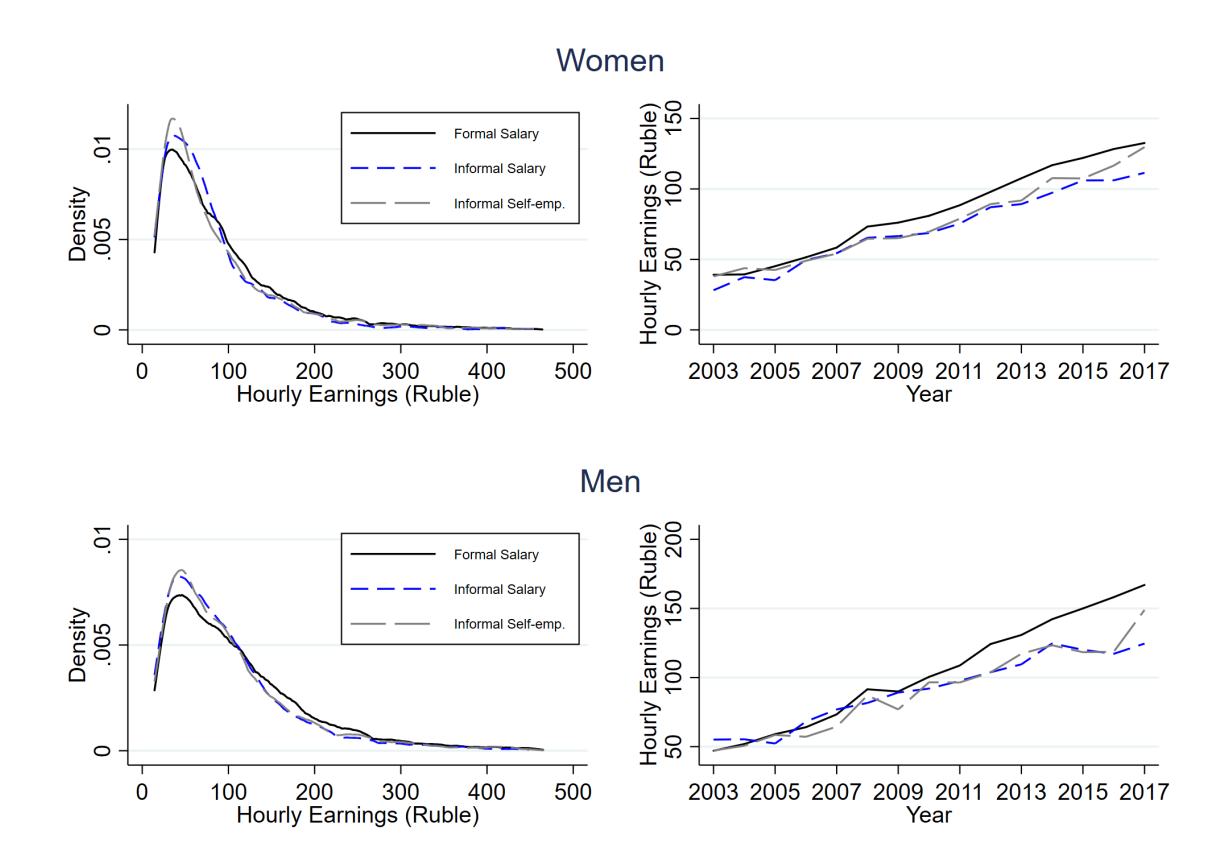 Women
Density
.01
.005
0
Formal Salary
Informal Salary
Informal Self-emp.
0 100 200 300 400 500
Hourly Earnings (Ruble)
Hourly Earnings (Ruble)
150
100
50
0
2003 2005 2007 2009 2011 2013 2015 2017
Year
Men
Density
.01
.005
0
Formal Salary
Informal Salary
Informal Self-emp.
0 100 200 300 400 500
Hourly Earnings (Ruble)
Hourly Earnings (Ruble)
200
150
100
50
2003 2005 2007 2009 2011 2013 2015 2017
Year